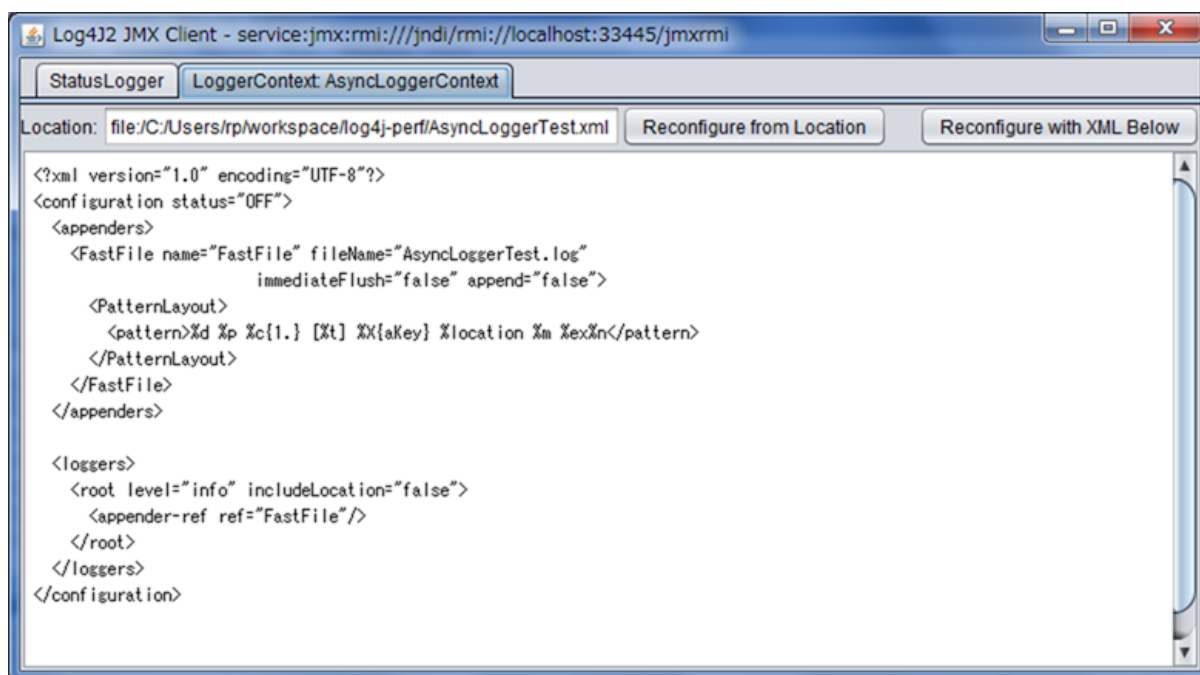 Log4J2 JMX Client - service:jmx:rmi:///jndi/rmi://localhost:33445/jmxrmi
StatusLogger LoggerContext: AsyncLoggerContext
Location: file:/C:/Users/rp/workspace/log4j-perf/AsyncLoggerTest.xml Reconfigure from Location Reconfigure with XML Below
<?xml version="1.0" encoding="UTF-8"?>
<configuration status="OFF">
  <appenders>
    <FastFile name="FastFile" fileName="AsyncLoggerTest.log"
                        immediateFlush="false" append="false">
      <PatternLayout>
        <pattern>%d %p %c{1.} [%t] %X{aKey} %location %m %ex%n</pattern>
      </PatternLayout>
    </FastFile>
  </appenders>
  <loggers>
    <root level="info" includeLocation="false">
      <appender-ref ref="FastFile"/>
    </root>
  </loggers>
</configuration>